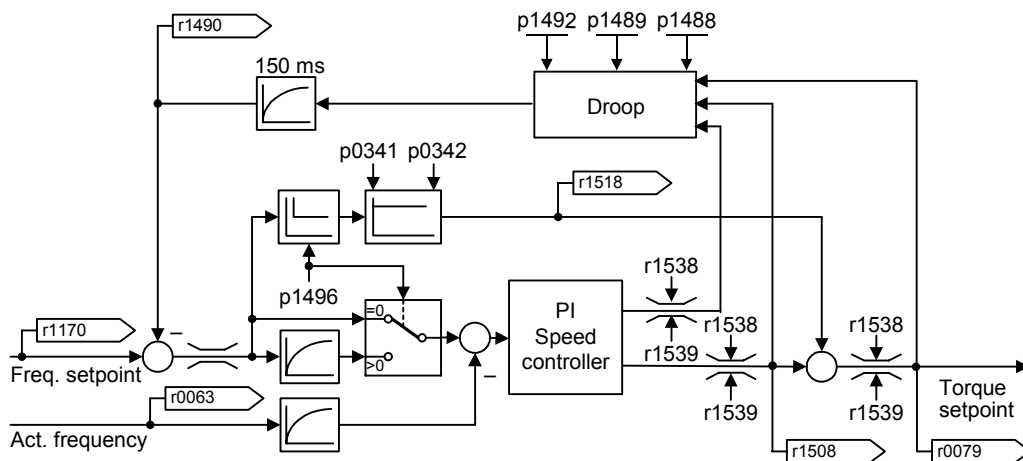 r1490
p1492 p1489 p1488
150 ms
Droop
p0341 p0342
r1518
p1496
r1538
r1170
=0
PI
Speed
controller
r1538
r1538
r1539
>0
Freq. setpoint
r0063
r1539
r1539
Torque
setpoint
Act. frequency
r1508
r0079